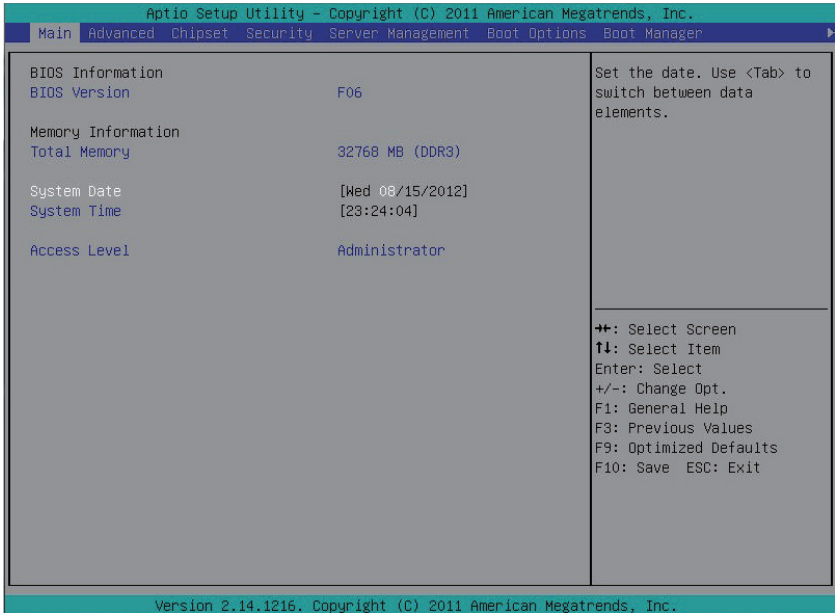 Aptio Setup Utility - Copyright (C) 2011 American Megatrends, Inc.
Main Advanced Chipset Security Server Management Boot Options Boot Manager
BIOS Information
BIOS Version F06
Memory Information
Total Memory 32768 MB (DDR3)
System Date [Wed 08/15/2012]
System Time [23:24:04]
Access Level Administrator
Set the date. Use <Tab> to
switch between data
elements.
→←: Select Screen
↑↓: Select Item
Enter: Select
+/-: Change Opt.
F1: General Help
F3: Previous Values
F9: Optimized Defaults
F10: Save ESC: Exit
Version 2.14.1216. Copyright (C) 2011 American Megatrends, Inc.